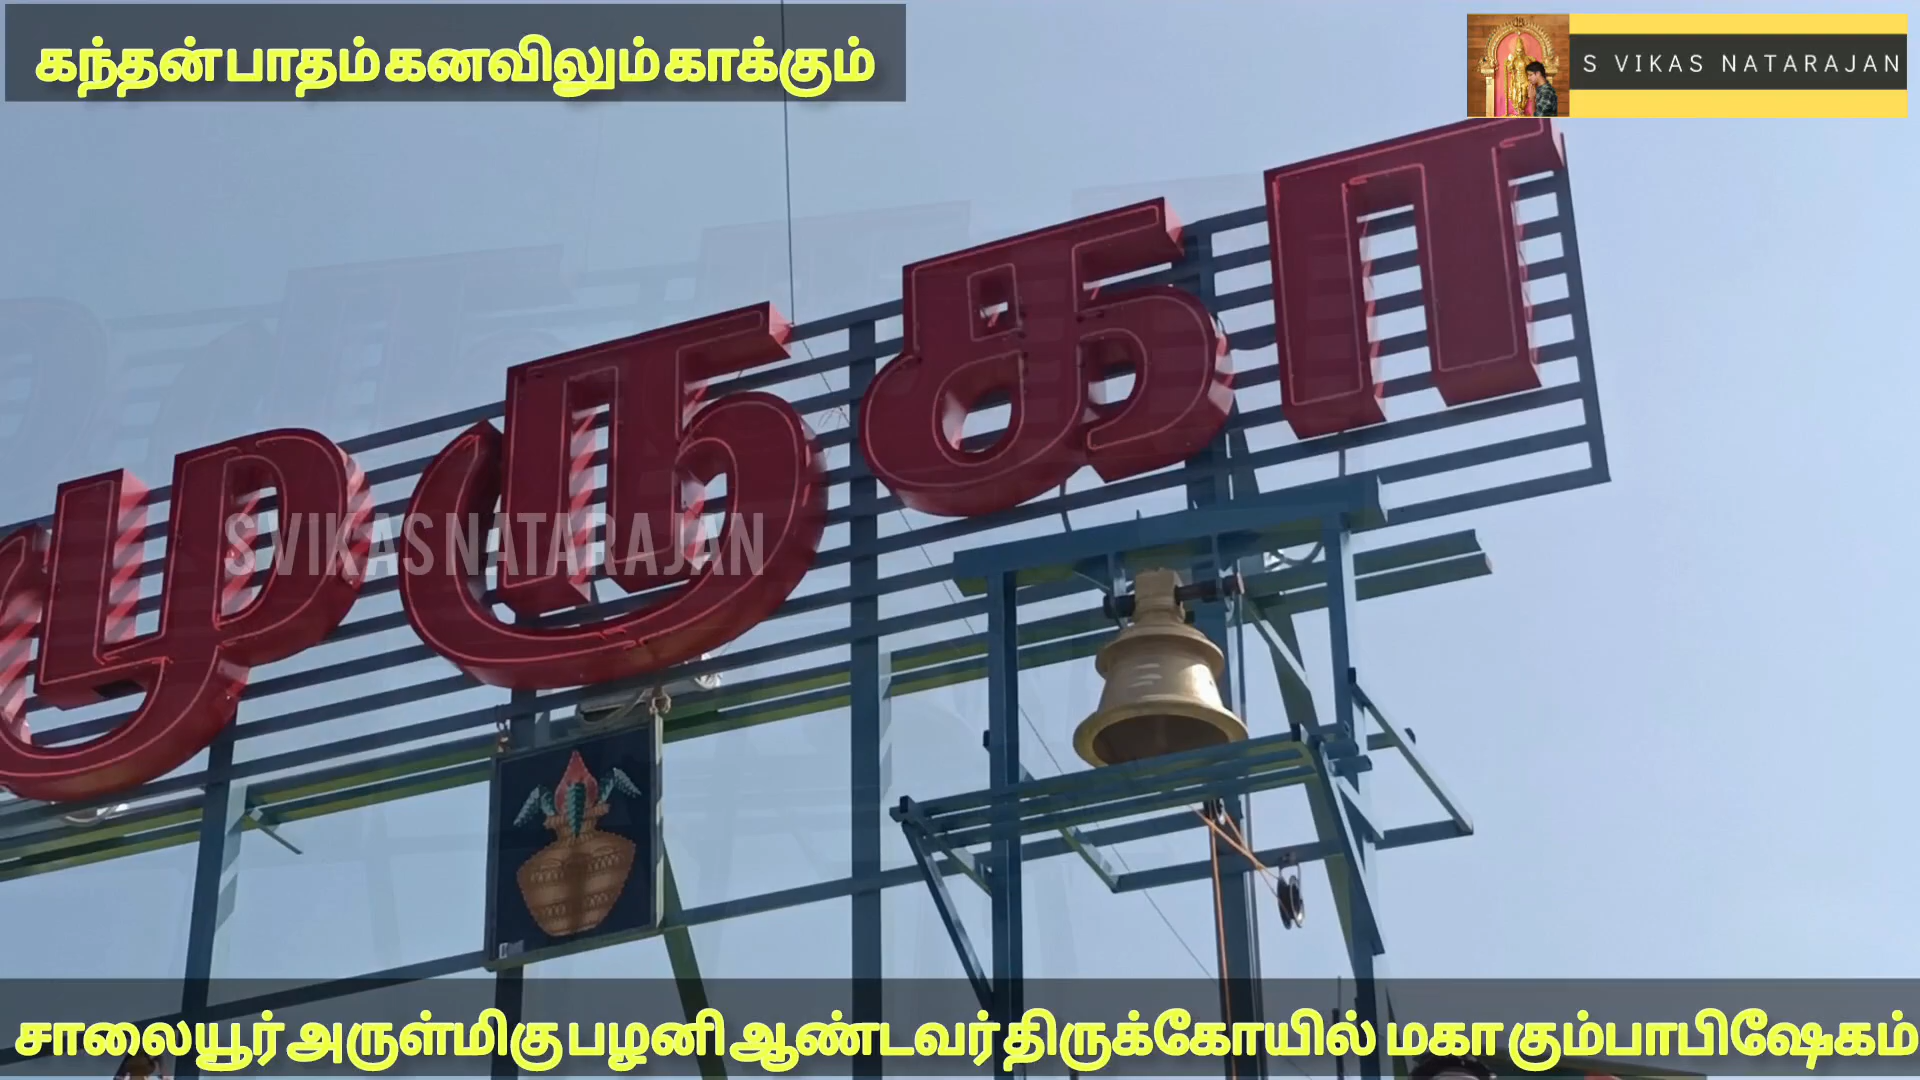 கந்தன் பாதம் கனவிலும் காக்கும்
S VIKAS NATARAJAN
முருகா
S VIKAS NATARAJAN
சாலையூர் அருள்மிகு பழனி ஆண்டவர் திருக்கோயில் மகா கும்பாபிஷேகம்